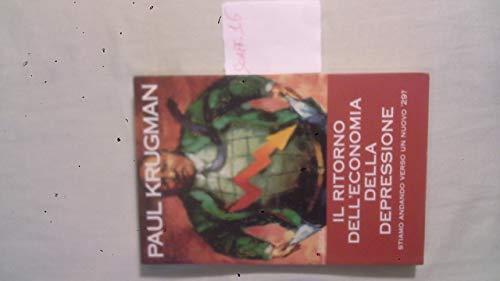 PAUL KRUGMAN
IL RITORNO
DELL'ECONOMIA
DELLA
DEPRESSIONE
STIAMO ANDANDO VERSO UN NUOVO '29?